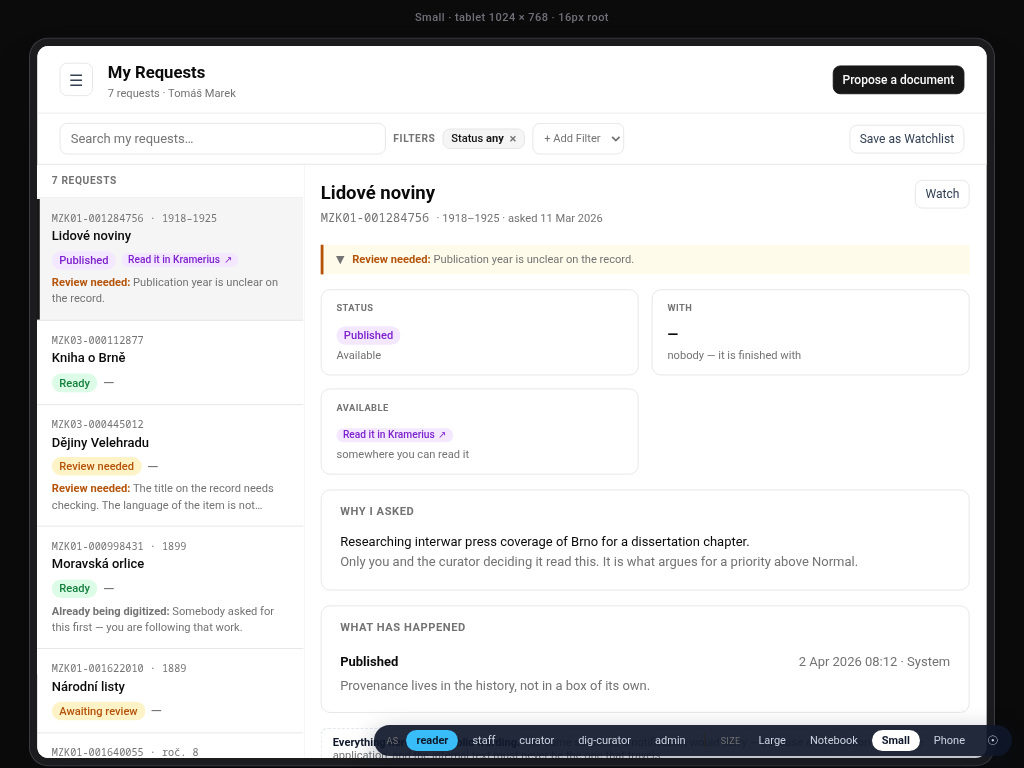 Small · tablet 1024 × 768 · 16px root
☰
My Requests
7 requests · Tomáš Marek
Propose a document
Search my requests…
FILTERS
Status any ×
+ Add Filter
Save as Watchlist
7 REQUESTS
MZK01-001284756 · 1918–1925
Lidové noviny
Published
Read it in Kramerius ↗
Review needed: Publication year is unclear on
the record.
MZK03-000112877
Kniha o Brně
Ready —
MZK03-000445012
Dějiny Velehradu
Review needed —
Review needed: The title on the record needs
checking. The language of the item is not…
MZK01-000998431 · 1899
Moravská orlice
Ready —
Already being digitized: Somebody asked for
this first — you are following that work.
MZK01-001622010 · 1889
Národní listy
Awaiting review —
MZK01-001640055 · roč. 8
Lidové noviny
Watch
MZK01-001284756 · 1918–1925 · asked 11 Mar 2026
▼ Review needed: Publication year is unclear on the record.
STATUS
Published
Available
WITH
—
nobody — it is finished with
AVAILABLE
Read it in Kramerius ↗
somewhere you can read it
WHY I ASKED
Researching interwar press coverage of Brno for a dissertation chapter.
Only you and the curator deciding it read this. It is what argues for a priority above Normal.
WHAT HAS HAPPENED
Published
2 Apr 2026 08:12 · System
Provenance lives in the history, not in a box of its own.
AS reader staff curator dig-curator admin SIZE Large Notebook Small Phone